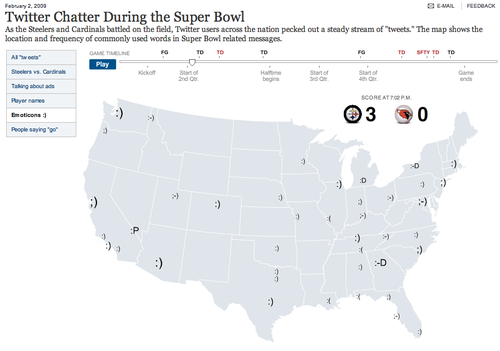 February 2, 2009
E-MAIL
FEEDBACK
Twitter Chatter During the Super Bowl
As the Steelers and Cardinals battled on the field, Twitter users across the nation pecked out a steady stream of "tweets." The map shows the
location and frequency of commonly used words in Super Bowl related messages.
All "tweets"
Steelers vs. Cardinals
Talking about ads
Player names
Emoticons :)
People saying "go"
GAME TIMELINE
Play
FG TD TD TD FG TD SFTY TD TD
Kickoff
Start of
2nd Qtr.
Halftime
begins
Start of
3rd Qtr.
Start of
4th Qtr.
Game
ends
SCORE AT 7:02 P.M.
3 0
:)
:-)
:)
:)
:-D
:)
:)
:D
:)
:)
:-)
:)
:)
:)
:)
:-)
:-)
:)
:(
:-)
:P
:)
:)
:-)
:-)
:)
:)
:)
:)
:)
:)
:-D
:)
:)
:)
:)
:(
:)
:)
:-)
:)